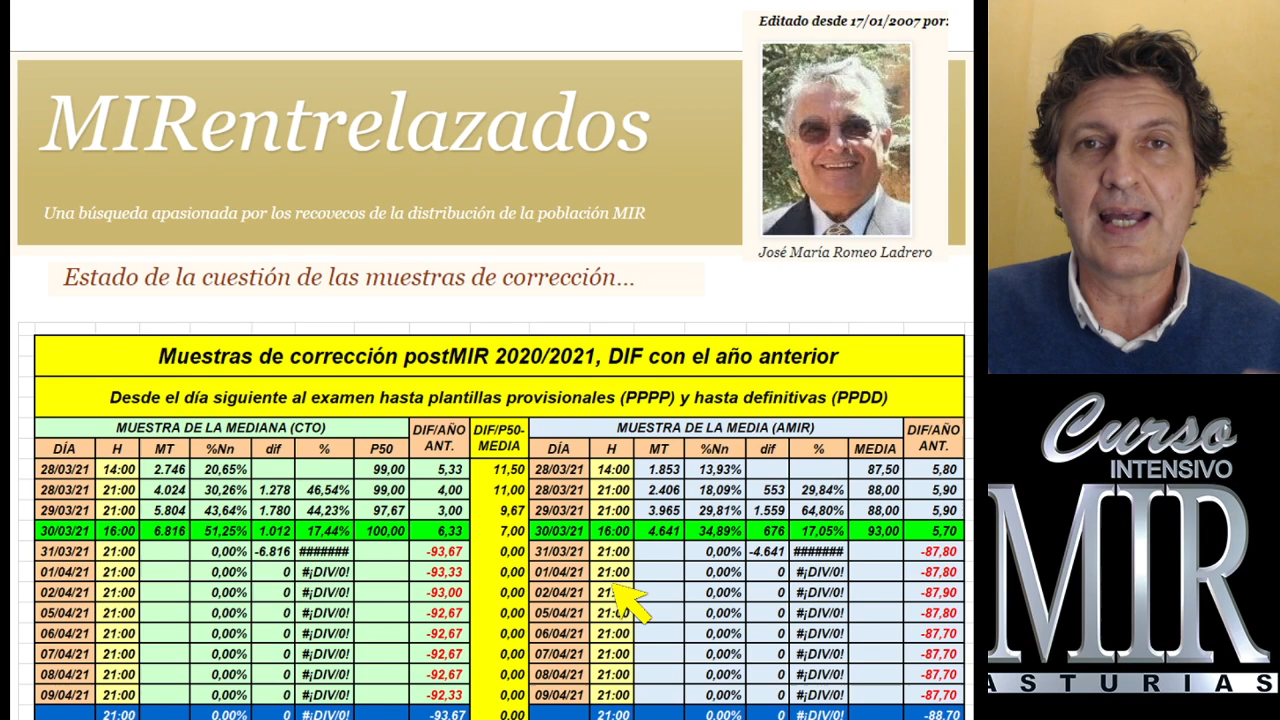 Editado desde 17/01/2007 por:
MIRentrelazados
Una búsqueda apasionada por los recovecos de la distribución de la población MIR
José María Romeo Ladrero
Estado de la cuestión de las muestras de corrección...
Muestras de corrección postMIR 2020/2021, DIF con el año anterior
Desde el día siguiente al examen hasta plantillas provisionales (PPPP) y hasta definitivas (PPDD)
MUESTRA DE LA MEDIANA (CTO) DIF/AÑO ANT. DIF/P50-MEDIA MUESTRA DE LA MEDIA (AMIR) DIF/AÑO ANT.
DÍA H MT %Nn dif % P50 DÍA H MT %Nn dif % MEDIA
28/03/21 14:00 2.746 20,65% 99,00 5,33 11,50 28/03/21 14:00 1.853 13,93% 87,50 5,80
28/03/21 21:00 4.024 30,26% 1.278 46,54% 99,00 4,00 11,00 28/03/21 21:00 2.406 18,09% 553 29,84% 88,00 5,90
29/03/21 21:00 5.804 43,64% 1.780 44,23% 97,67 3,00 9,67 29/03/21 21:00 3.965 29,81% 1.559 64,80% 88,00 5,90
30/03/21 16:00 6.816 51,25% 1.012 17,44% 100,00 6,33 7,00 30/03/21 16:00 4.641 34,89% 676 17,05% 93,00 5,70
31/03/21 21:00 0,00% -6.816 ####### -93,67 0,00 31/03/21 21:00 0,00% -4.641 ####### -87,80
01/04/21 21:00 0,00% 0 #¡DIV/0! -93,33 0,00 01/04/21 21:00 0,00% 0 #¡DIV/0! -87,80
02/04/21 21:00 0,00% 0 #¡DIV/0! -93,00 0,00 02/04/21 0,00% 0 #¡DIV/0! -87,90
05/04/21 21:00 0,00% 0 #¡DIV/0! -92,67 0,00 05/04/21 21:00 0,00% 0 #¡DIV/0! -87,80
06/04/21 21:00 0,00% 0 #¡DIV/0! -92,67 0,00 06/04/21 21:00 0,00% 0 #¡DIV/0! -87,70
07/04/21 21:00 0,00% 0 #¡DIV/0! -92,67 0,00 07/04/21 21:00 0,00% 0 #¡DIV/0! -87,70
08/04/21 21:00 0,00% 0 #¡DIV/0! -92,67 0,00 08/04/21 21:00 0,00% 0 #¡DIV/0! -87,70
09/04/21 21:00 0,00% 0 #¡DIV/0! -92,33 0,00 09/04/21 21:00 0,00% 0 #¡DIV/0! -87,70
21:00 0,00% 0 #¡DIV/0! -93,67 0,00 21:00 0,00% 0 #¡DIV/0! -88,70
Curso
INTENSIVO
MIR
ASTURIAS